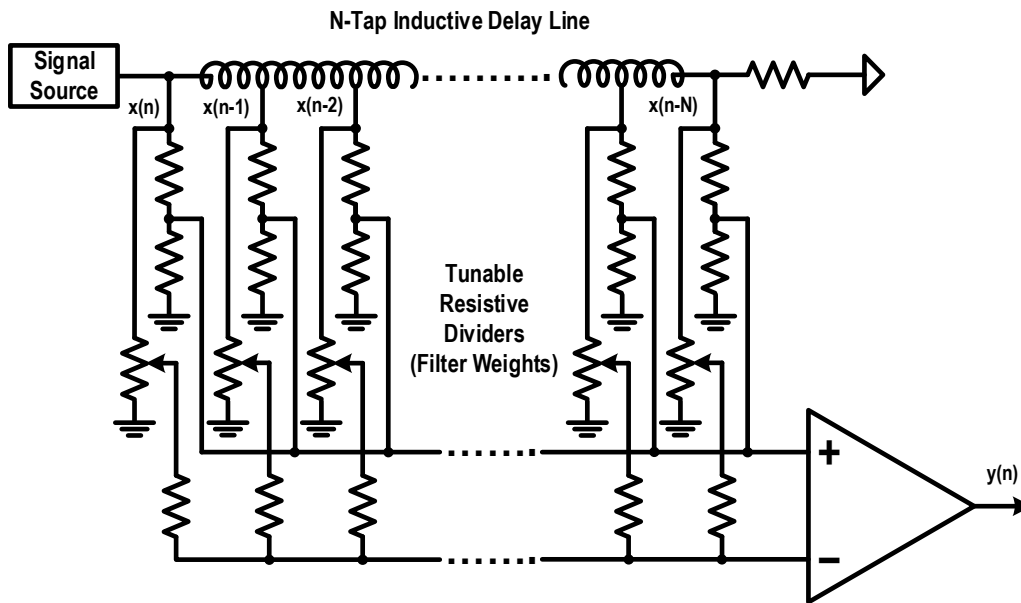 N-Tap Inductive Delay Line
Signal
Source
x(n)
x(n-1)
x(n-2)
x(n-N)
Tunable
Resistive
Dividers
(Filter Weights)
+
−
y(n)